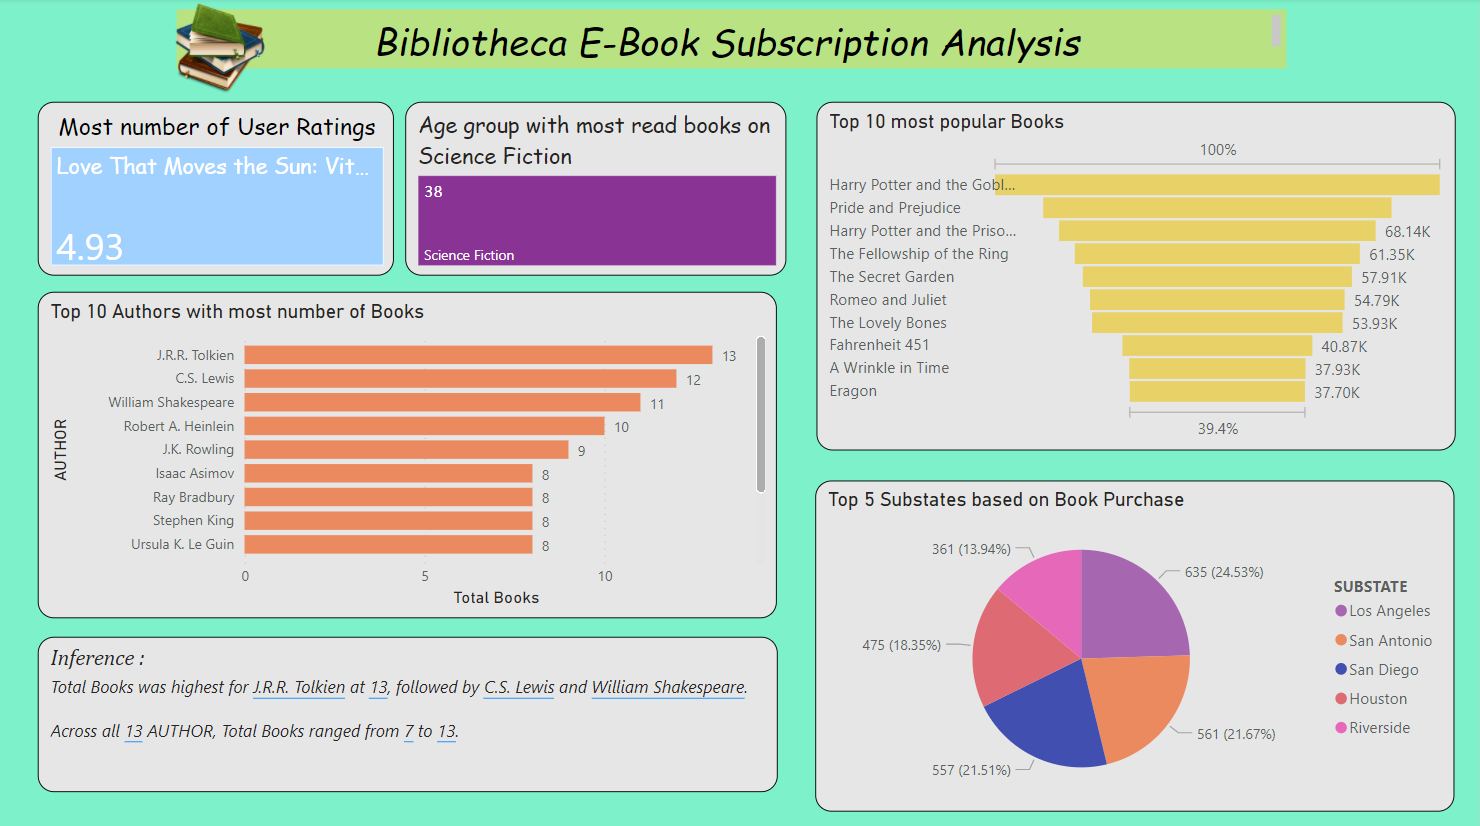 Bibliotheca E-Book Subscription Analysis
Most number of User Ratings
Love That Moves the Sun: Vit...
4.93
Age group with most read books on
Science Fiction
38
Science Fiction
Top 10 Authors with most number of Books
AUTHOR
J.R.R. Tolkien 13
C.S. Lewis 12
William Shakespeare 11
Robert A. Heinlein 10
J.K. Rowling 9
Isaac Asimov 8
Ray Bradbury 8
Stephen King 8
Ursula K. Le Guin 8
0 5 10
Total Books
Inference :
Total Books was highest for J.R.R. Tolkien at 13, followed by C.S. Lewis and William Shakespeare.
Across all 13 AUTHOR, Total Books ranged from 7 to 13.
Top 10 most popular Books
100%
Harry Potter and the Gobl...
Pride and Prejudice
Harry Potter and the Priso... 68.14K
The Fellowship of the Ring 61.35K
The Secret Garden 57.91K
Romeo and Juliet 54.79K
The Lovely Bones 53.93K
Fahrenheit 451 40.87K
A Wrinkle in Time 37.93K
Eragon 37.70K
39.4%
Top 5 Substates based on Book Purchase
361 (13.94%)
635 (24.53%)
475 (18.35%)
561 (21.67%)
557 (21.51%)
SUBSTATE
Los Angeles
San Antonio
San Diego
Houston
Riverside